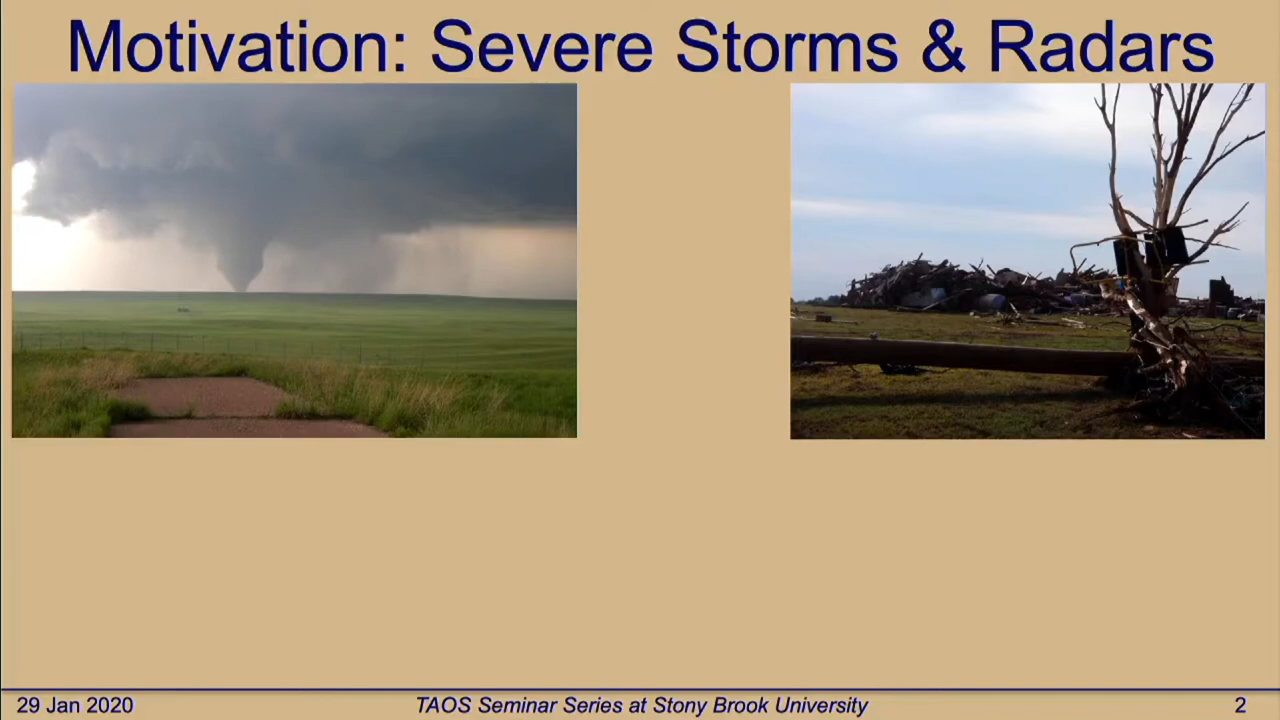 Motivation: Severe Storms & Radars
29 Jan 2020
TAOS Seminar Series at Stony Brook University
2